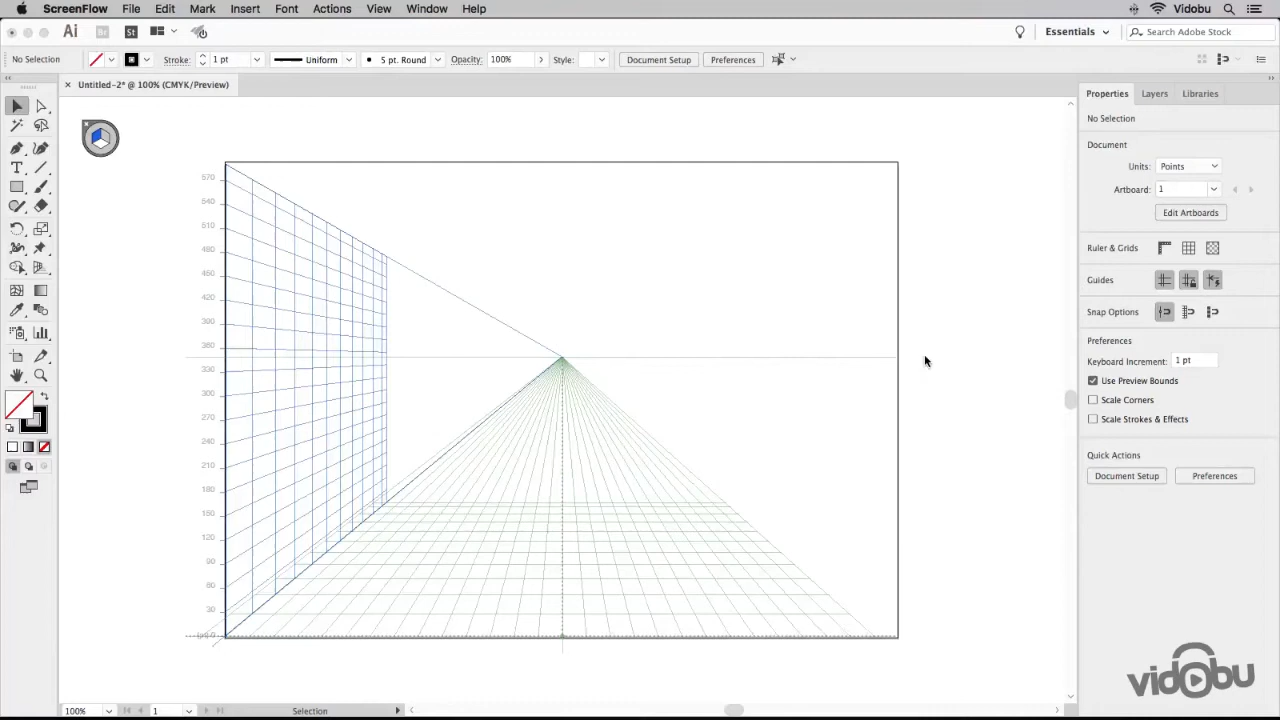 ScreenFlow File Edit Mark Insert Font Actions View Window Help Vidobu
Ai Br St Essentials Search Adobe Stock
No Selection Stroke: 1 pt Uniform 5 pt. Round Opacity: 100% Style: Document Setup Preferences
Untitled-2* @ 100% (CMYK/Preview)
Properties Layers Libraries
No Selection
Document
Units: Points
Artboard: 1
Edit Artboards
Ruler & Grids
Guides
Snap Options
Preferences
Keyboard Increment: 1 pt
Use Preview Bounds
Scale Corners
Scale Strokes & Effects
Quick Actions
Document Setup Preferences
570
540
510
480
450
420
390
360
330
300
270
240
210
180
150
120
90
60
30
vidobu
100% 1 Selection